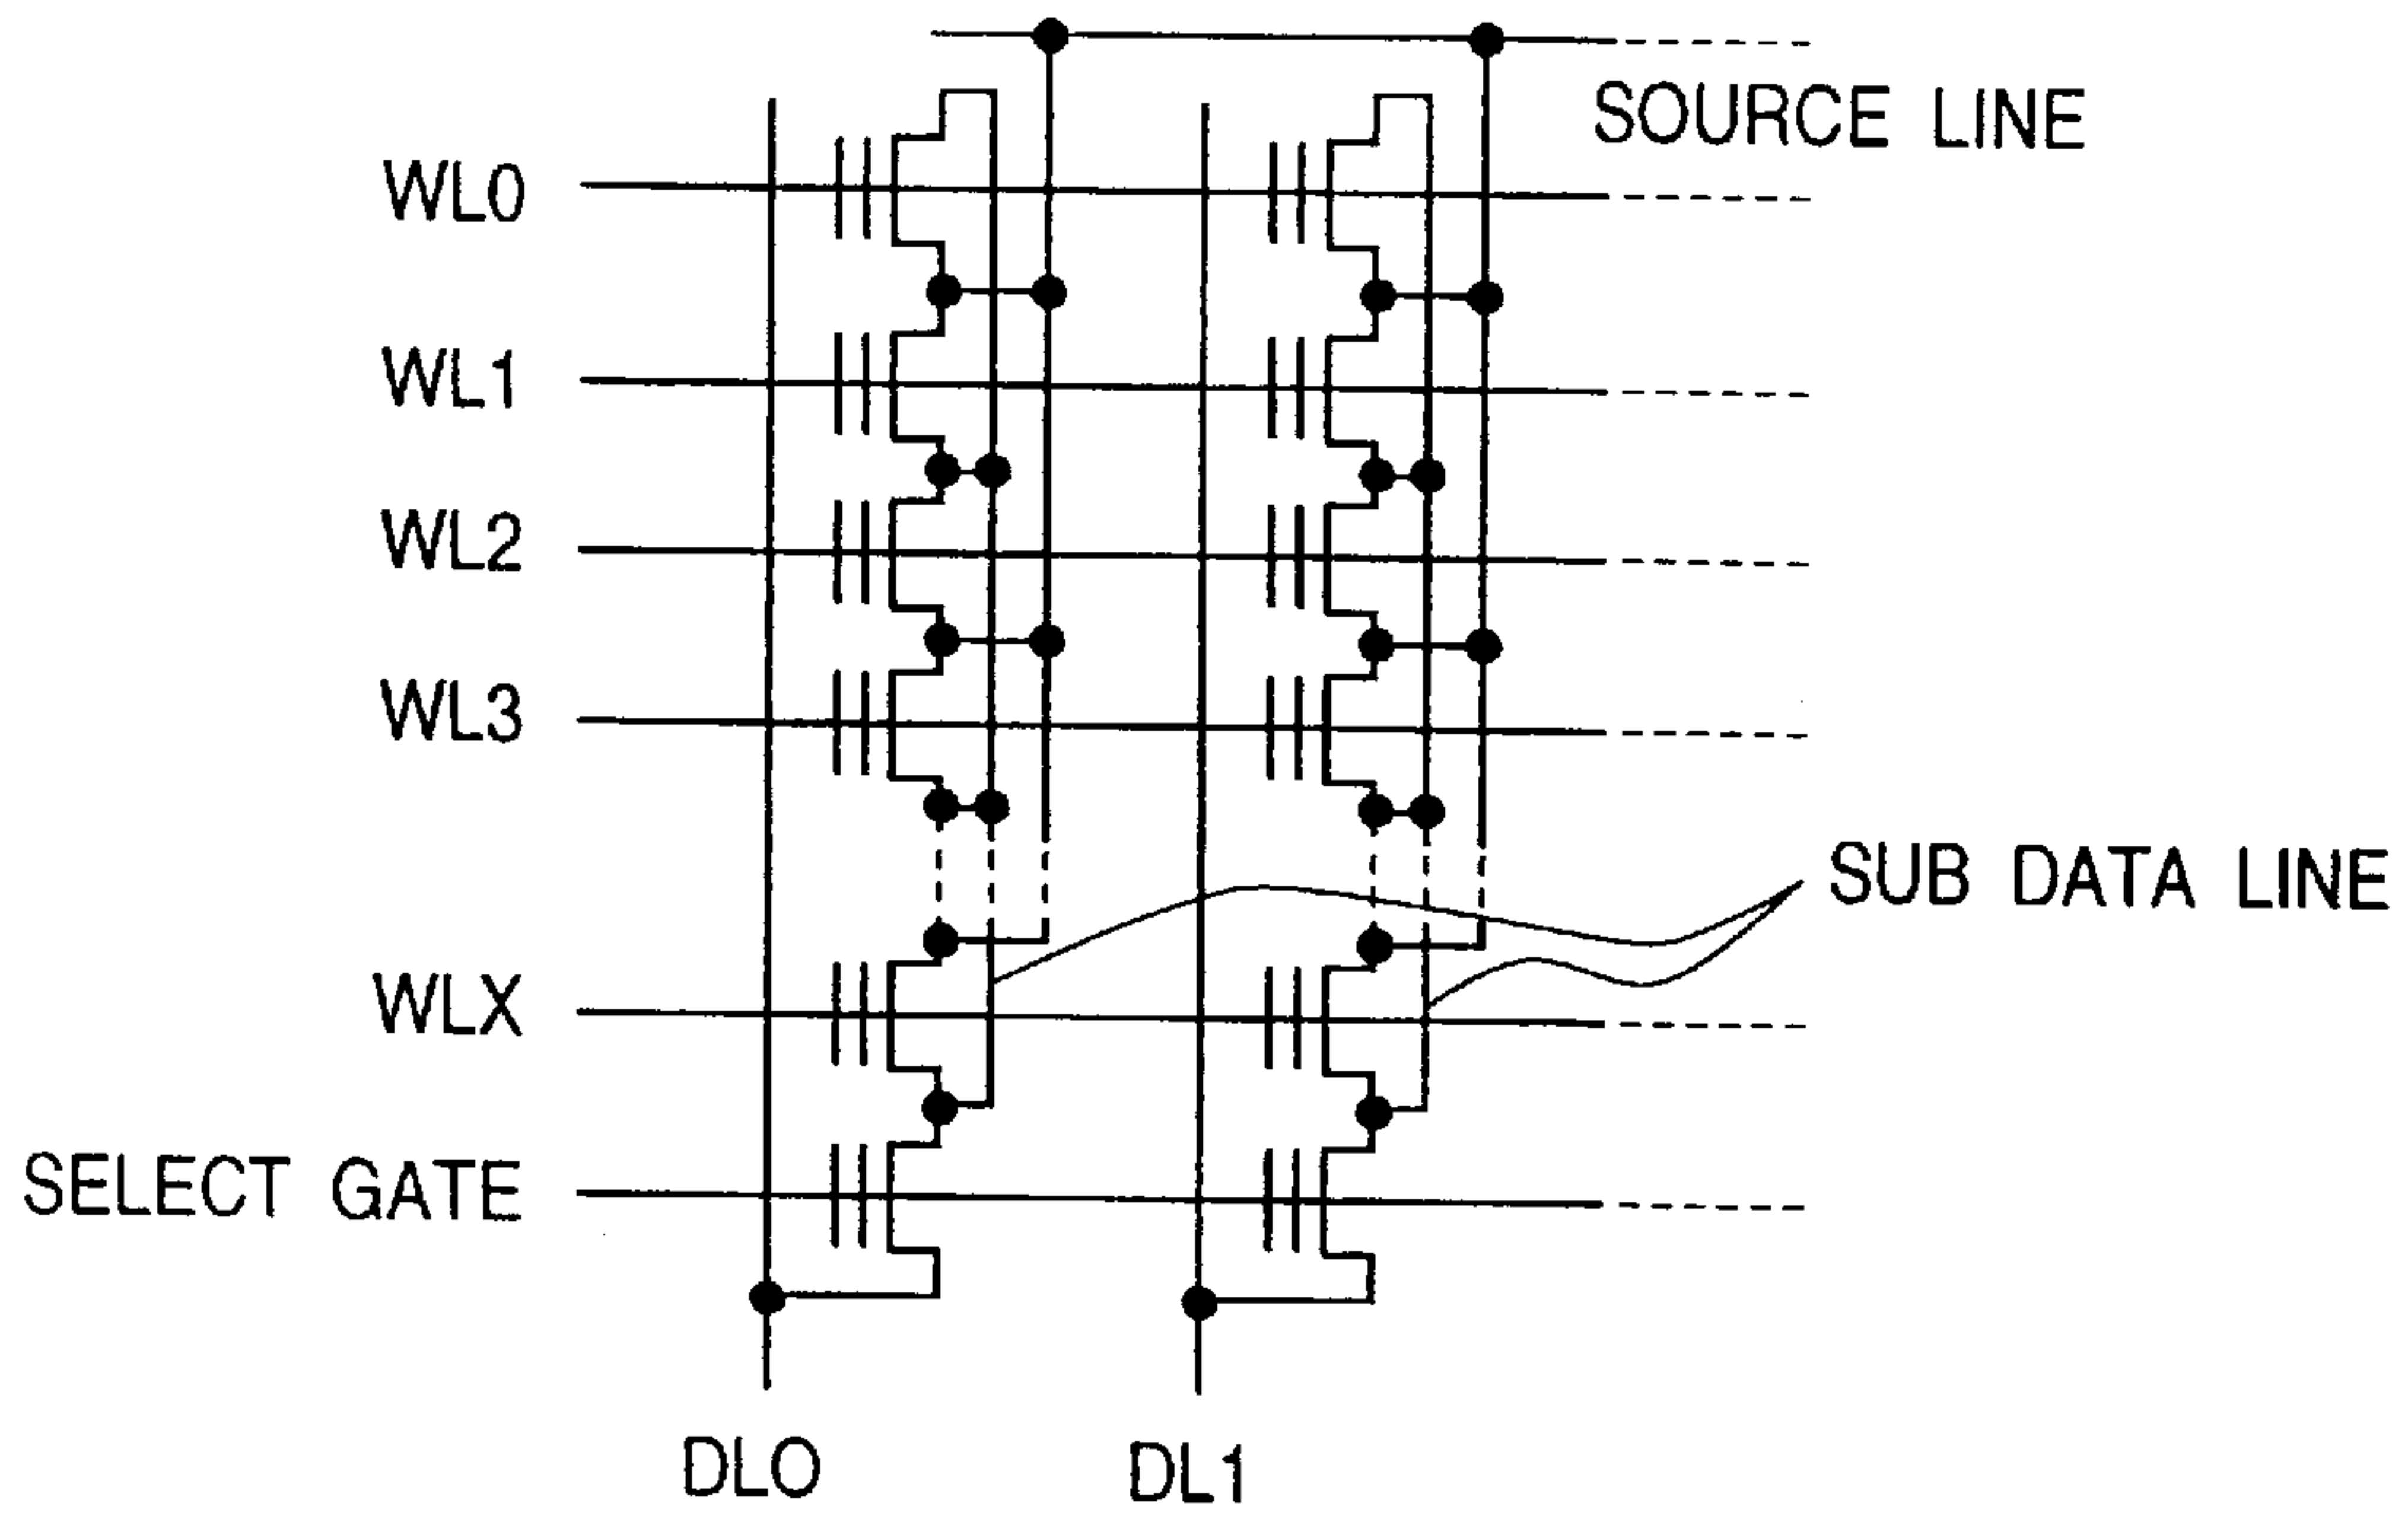 SOURCE LINE
WL0
WL1
WL2
WL3
SUB DATA LINE
WLX
SELECT GATE
DL0
DL1